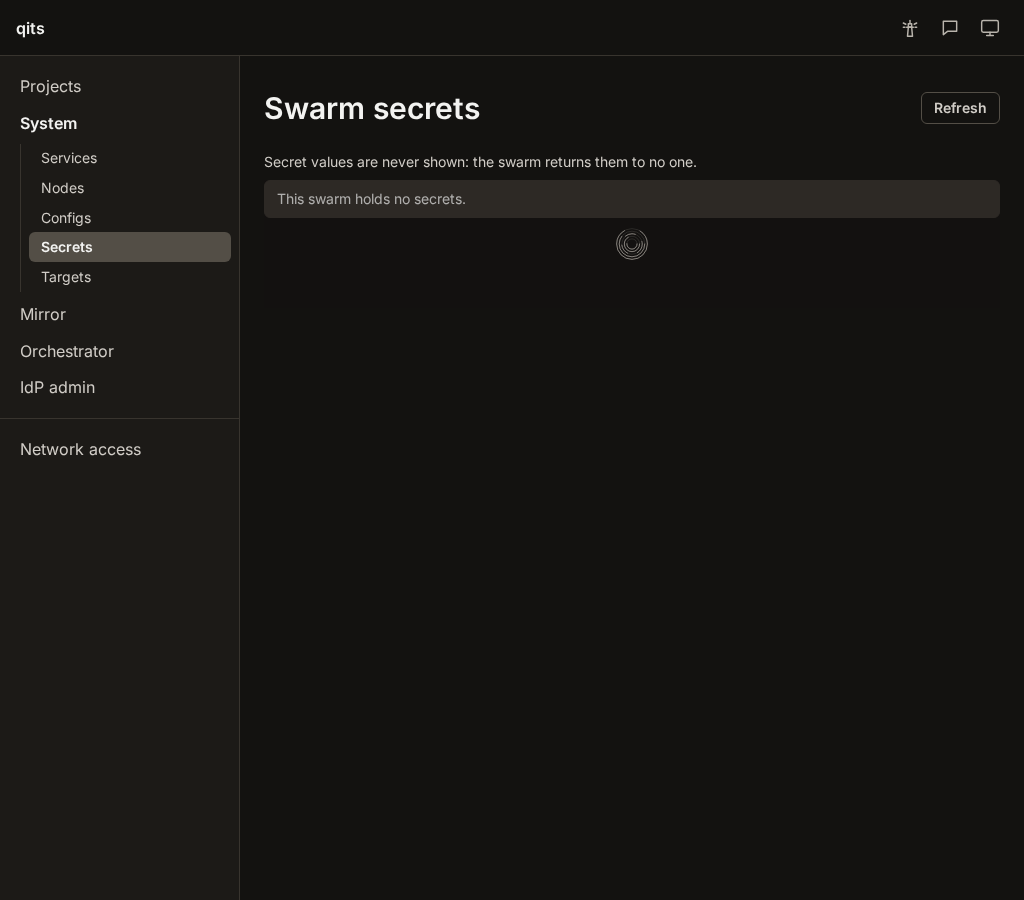 qits
Projects
System
Services
Nodes
Configs
Secrets
Targets
Mirror
Orchestrator
IdP admin
Network access
Swarm secrets
Refresh
Secret values are never shown: the swarm returns them to no one.
This swarm holds no secrets.